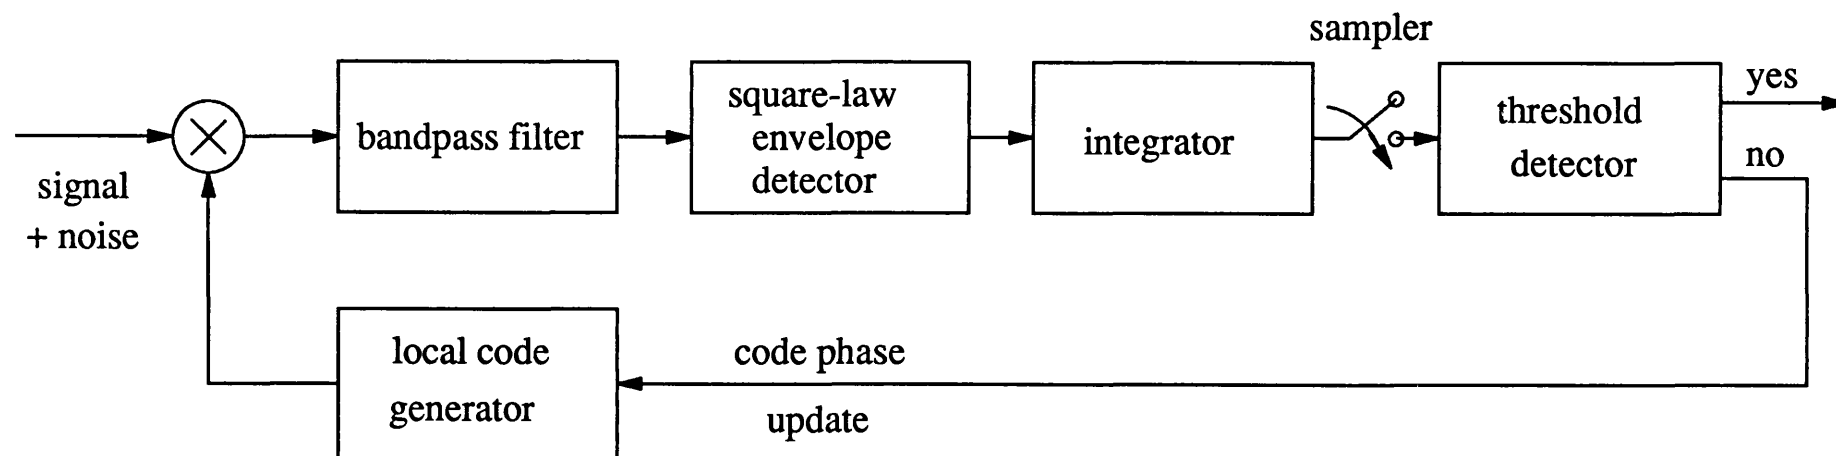 sampler
signal
+ noise
bandpass filter
square-law
envelope
detector
integrator
threshold
detector
yes
no
local code
generator
code phase
update